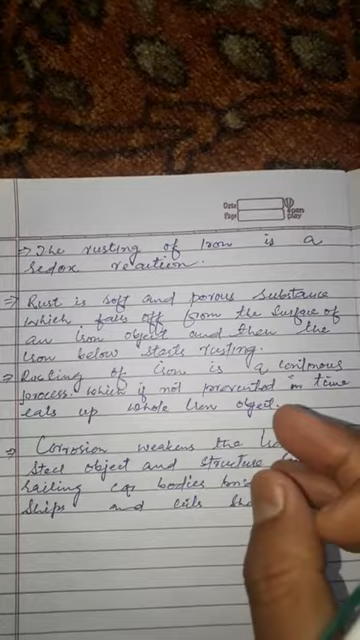 Date
Page
Open
play
⇒ The rusting of Iron is a
redox reaction.
⇒ Rust is soft and porous substance
which falls off from the surface of
an Iron object and then the
Iron below starts rusting.
⇒ Rusting of Iron is a continous
process. which if not prevented in time
eats up whole Iron object.
⇒ Corrosion weakens the
Steel object and structure
railing car bodies
Ships and